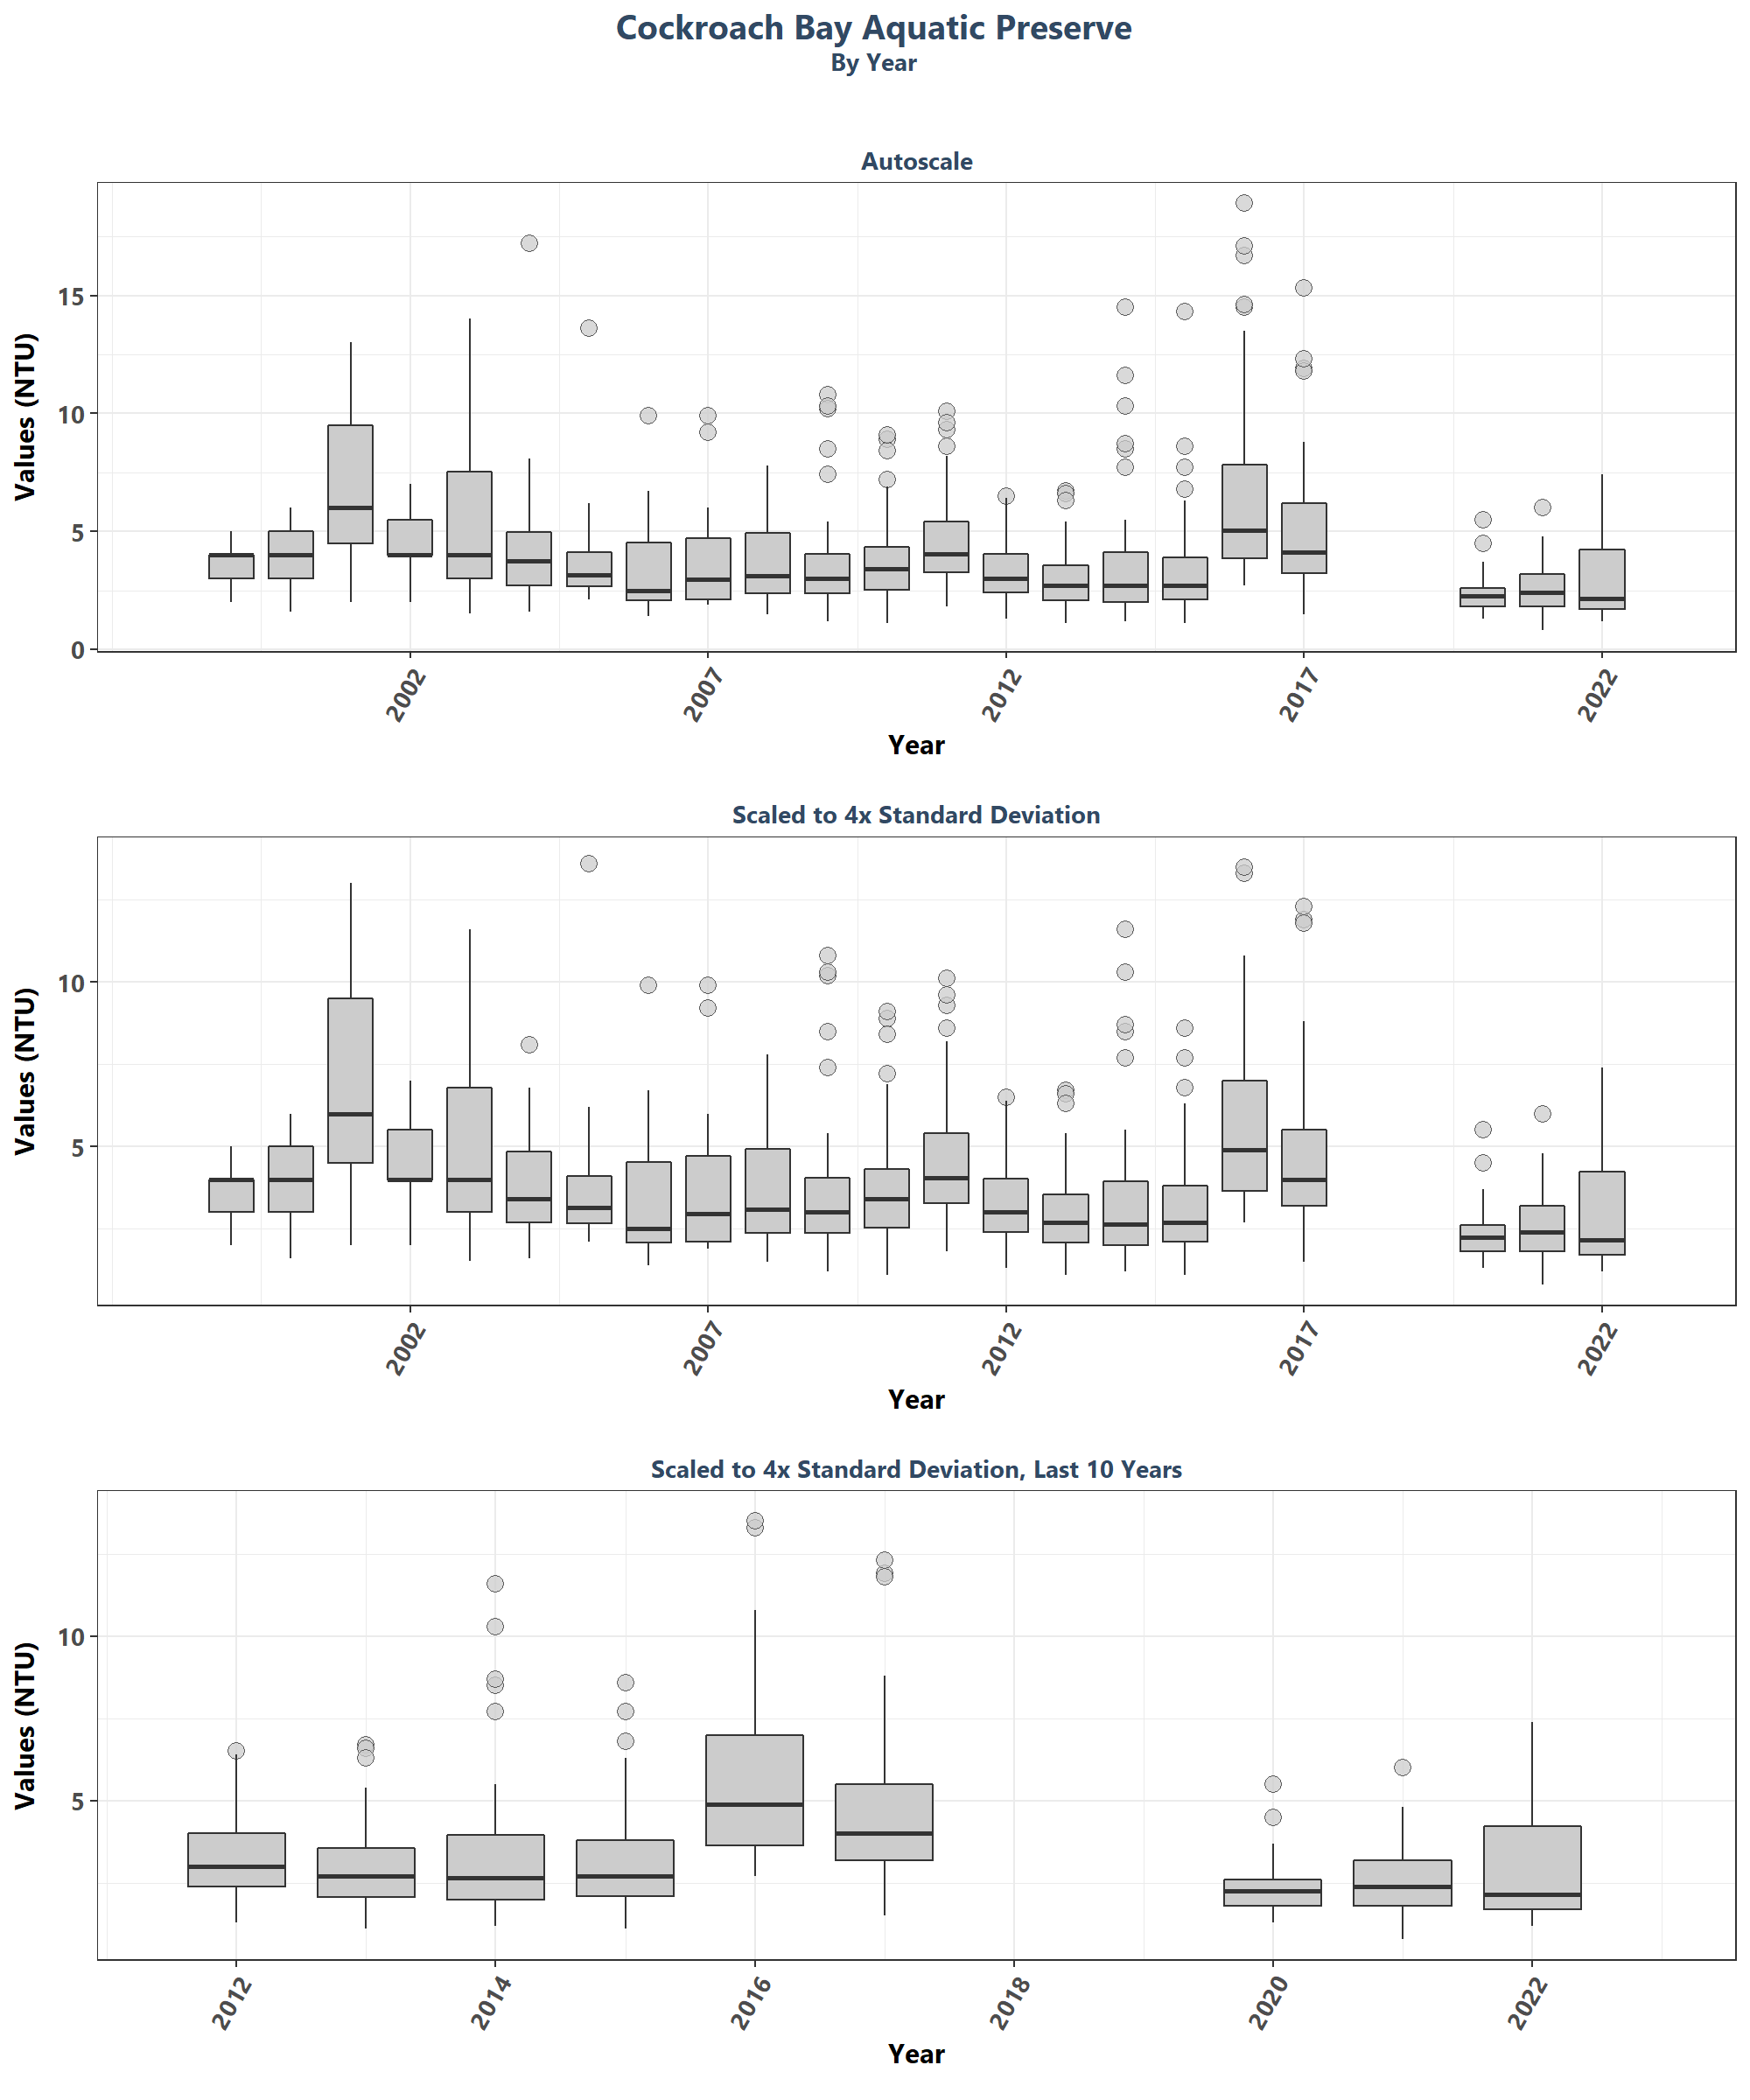 Cockroach Bay Aquatic Preserve
By Year
Autoscale
Values (NTU)
15
10
5
0
2002
2007
2012
2017
2022
Year
Scaled to 4x Standard Deviation
Values (NTU)
10
5
2002
2007
2012
2017
2022
Year
Scaled to 4x Standard Deviation, Last 10 Years
Values (NTU)
10
5
2012
2014
2016
2018
2020
2022
Year